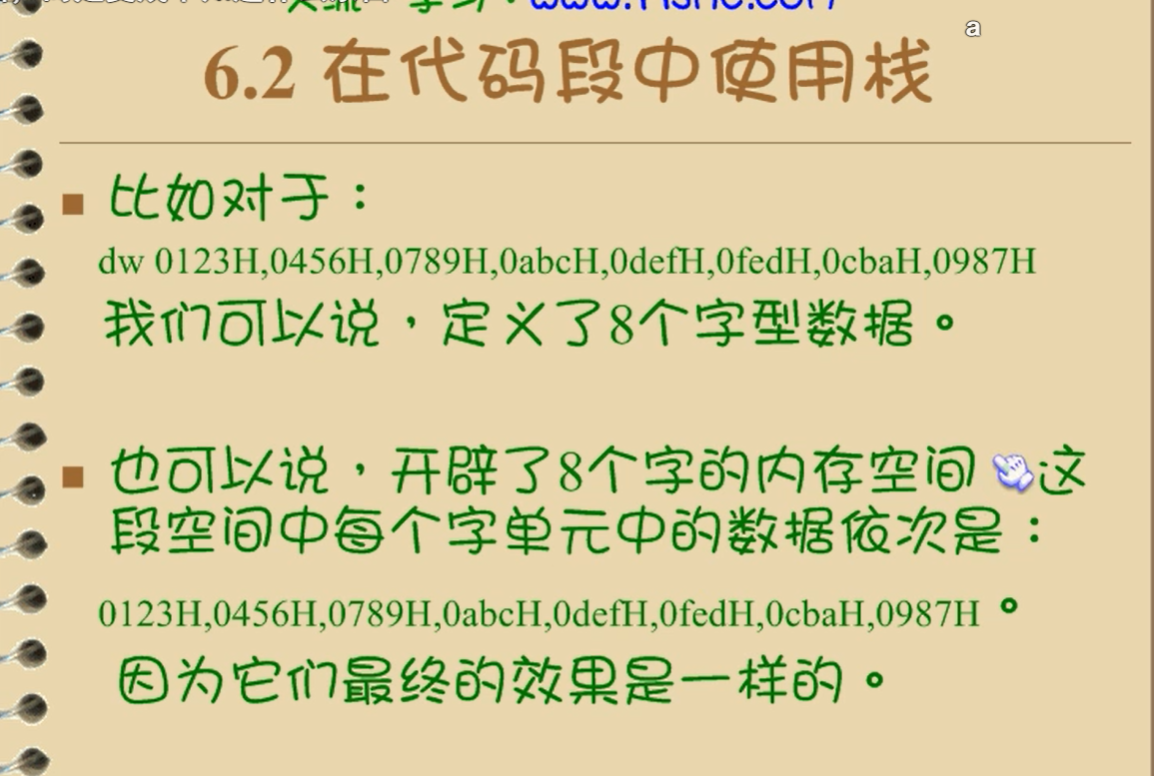 www.fishc.com
a
6.2 在代码段中使用栈
比如对于：
dw 0123H,0456H,0789H,0abcH,0defH,0fedH,0cbaH,0987H
我们可以说，定义了8个字型数据。
也可以说，开辟了8个字的内存空间 这
段空间中每个字单元中的数据依次是：
0123H,0456H,0789H,0abcH,0defH,0fedH,0cbaH,0987H。
因为它们最终的效果是一样的。